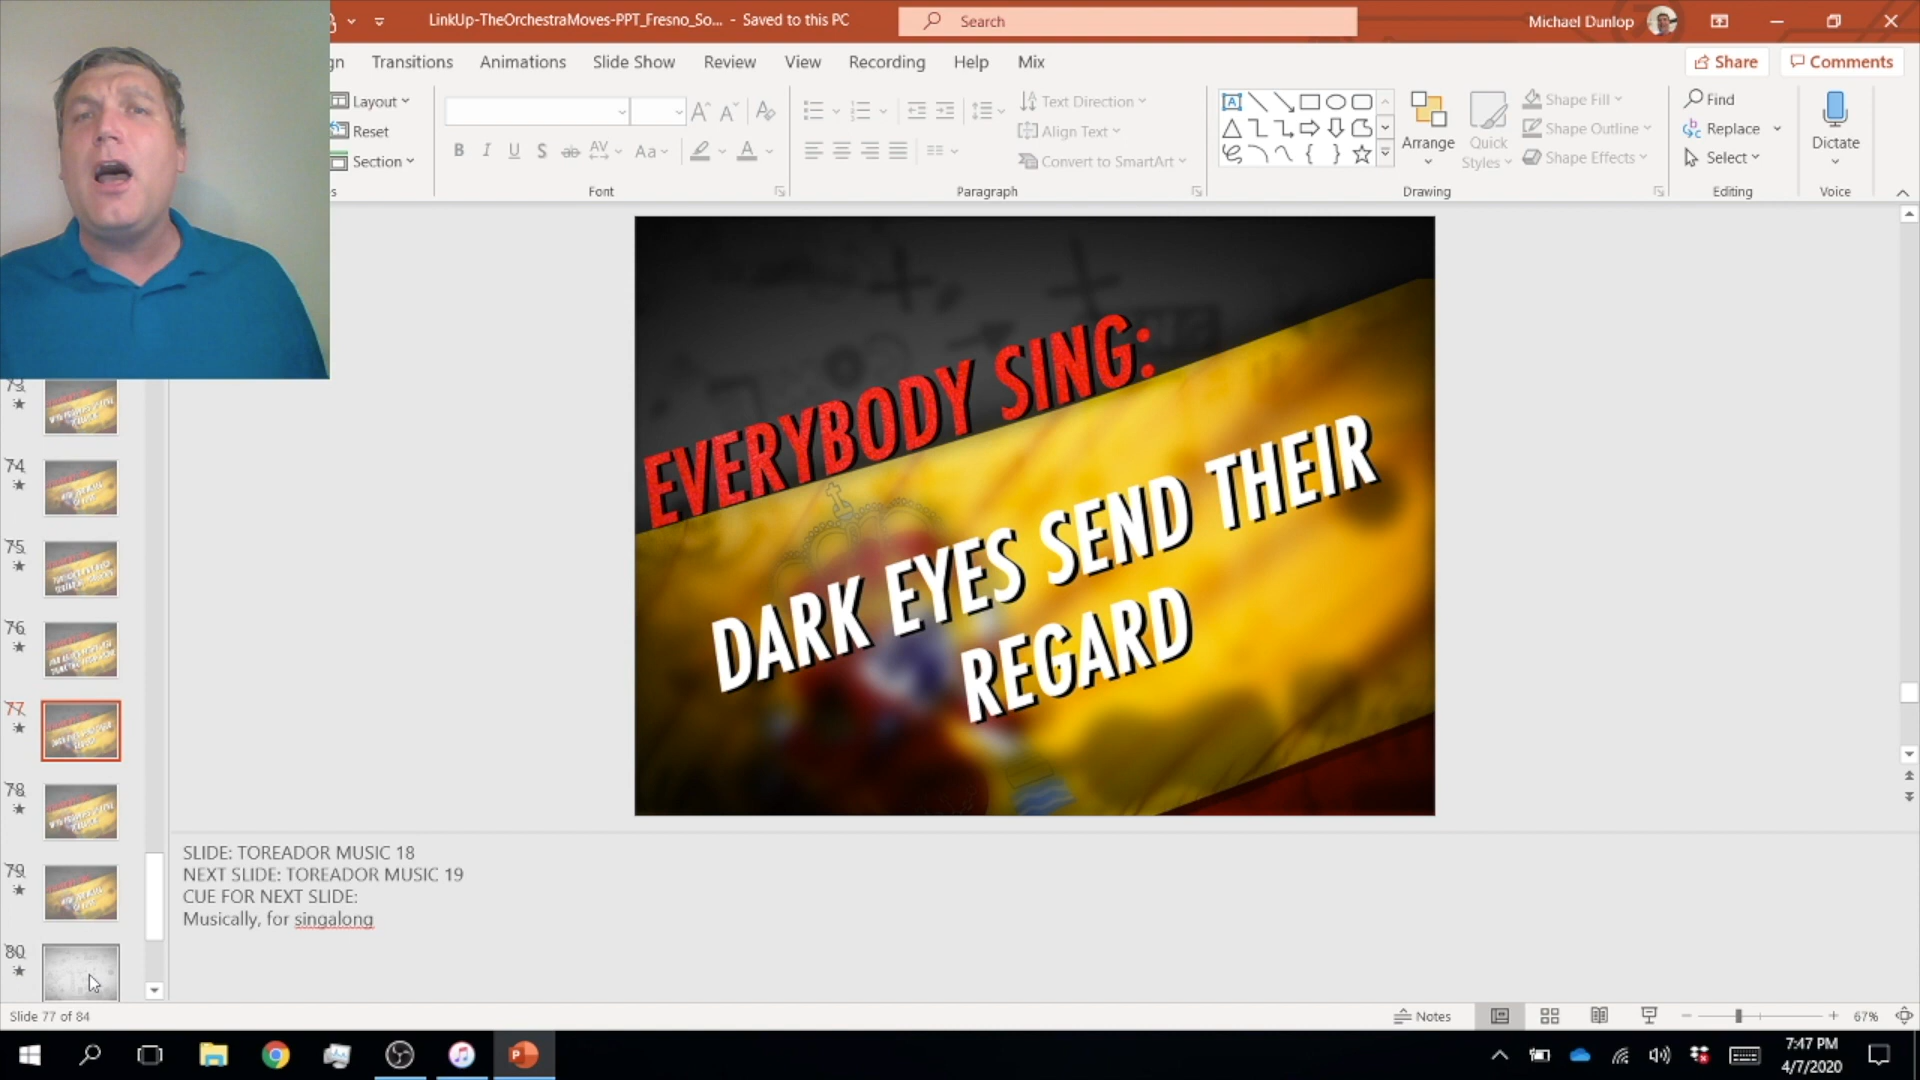 LinkUp-TheOrchestraMoves-PPT_Fresno_So... - Saved to this PC
Search
Michael Dunlop
Transitions Animations Slide Show Review View Recording Help Mix
Share Comments
Layout
Reset
Section
Font
Text Direction
Align Text
Convert to SmartArt
Paragraph
Arrange
Quick Styles
Shape Fill
Shape Outline
Shape Effects
Drawing
Find
Replace
Select
Editing
Dictate
Voice
EVERYBODY SING:
DARK EYES SEND THEIR
REGARD
73
74
75
76
77
78
79
80
SLIDE: TOREADOR MUSIC 18
NEXT SLIDE: TOREADOR MUSIC 19
CUE FOR NEXT SLIDE:
Musically, for singalong
Slide 77 of 84
Notes
67%
7:47 PM
4/7/2020